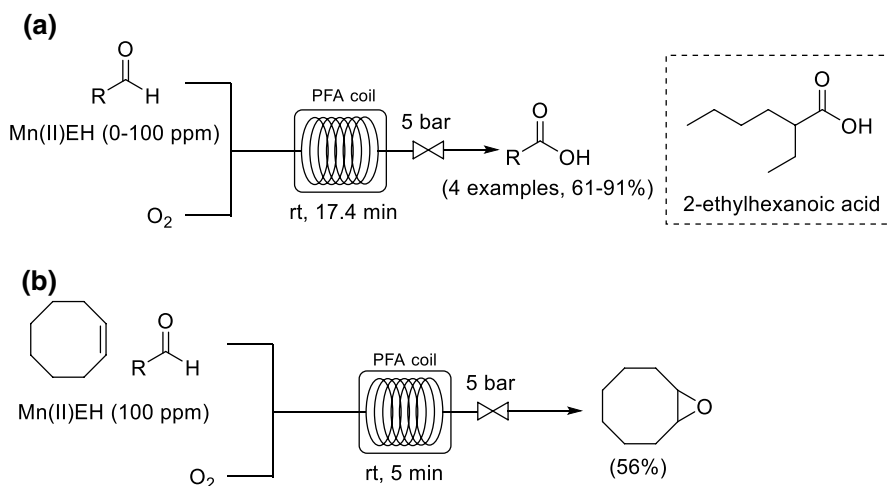 (a)
O
R
H
Mn(II)EH (0-100 ppm)
O2
PFA coil
rt, 17.4 min
5 bar
O
R
OH
(4 examples, 61-91%)
O
OH
2-ethylhexanoic acid
(b)
O
R
H
Mn(II)EH (100 ppm)
O2
PFA coil
rt, 5 min
5 bar
O
(56%)